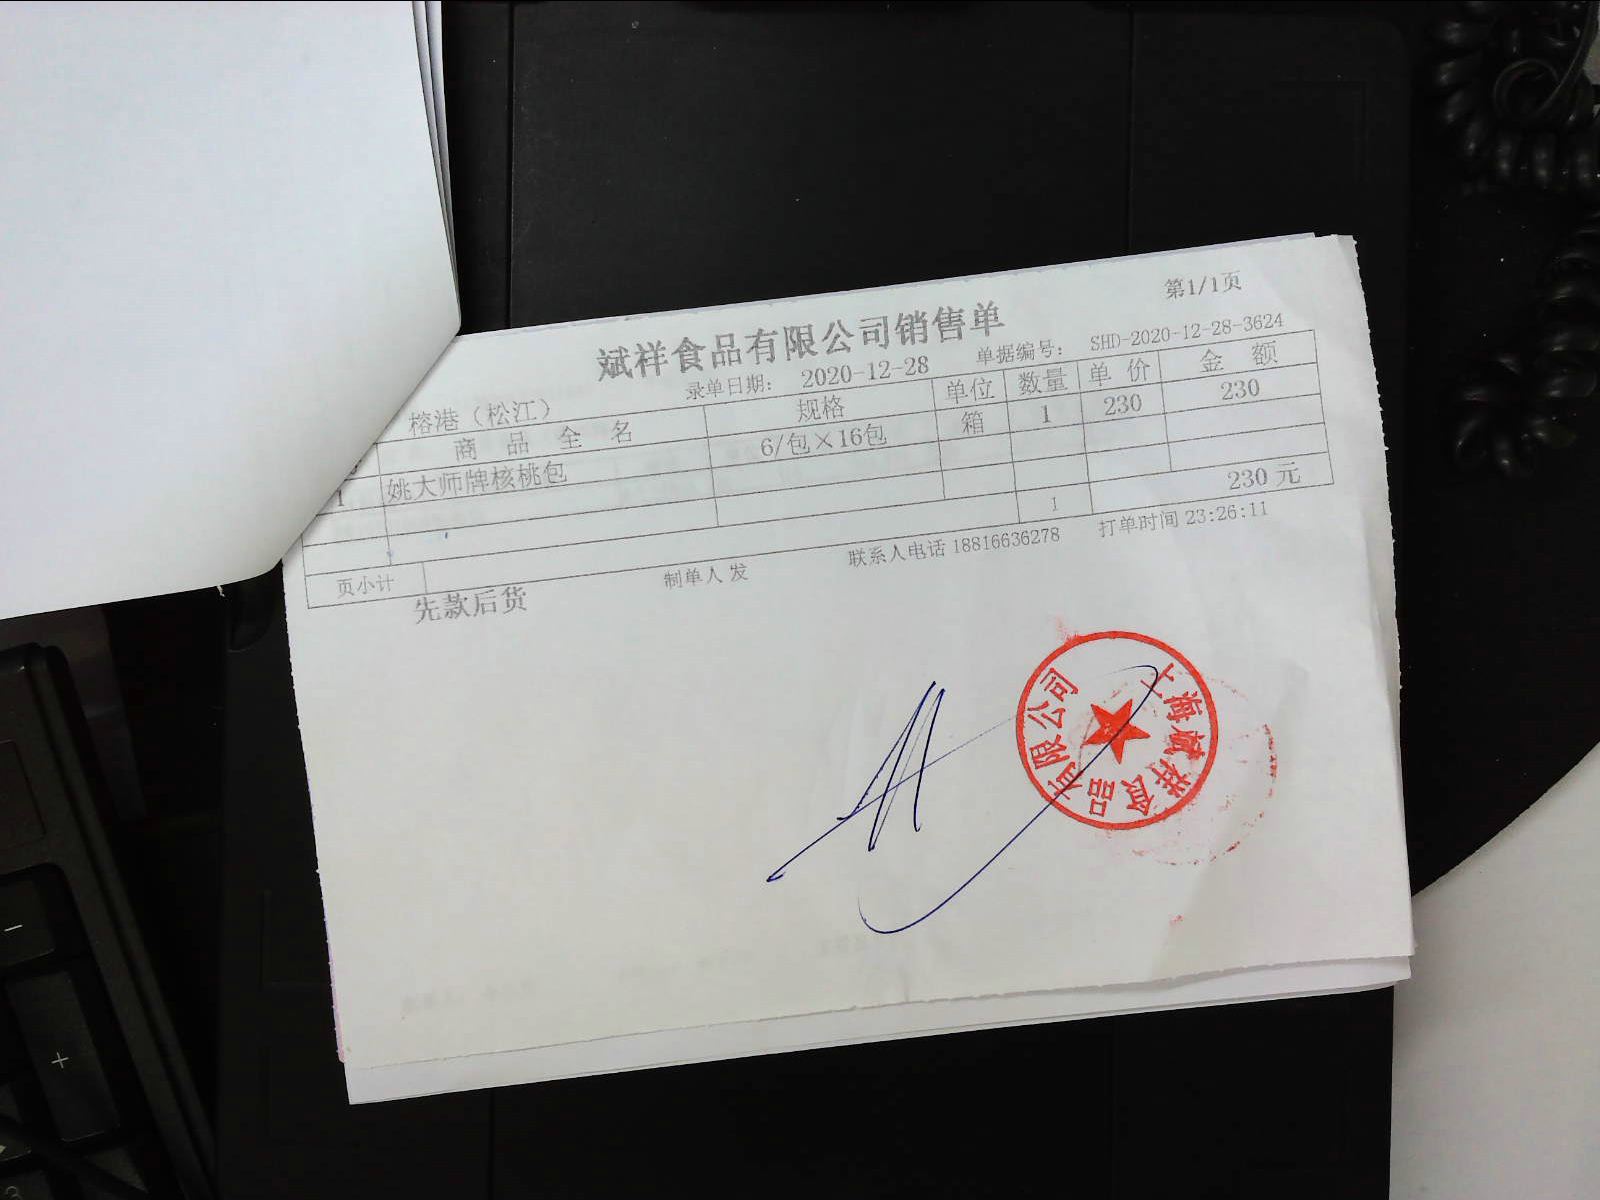 第1/1页
斌祥食品有限公司销售单
榕港（松江） 录单日期： 2020-12-28 单据编号： SHD-2020-12-28-3624
商品全名 规格 单位 数量 单价 金额
1 姚大师牌核桃包 6/包×16包 箱 1 230 230
页小计 1 230元
先款后货 制单人 发 联系人电话 18816636278 打单时间 23:26:11
上海斌祥食品有限公司
-
+
3